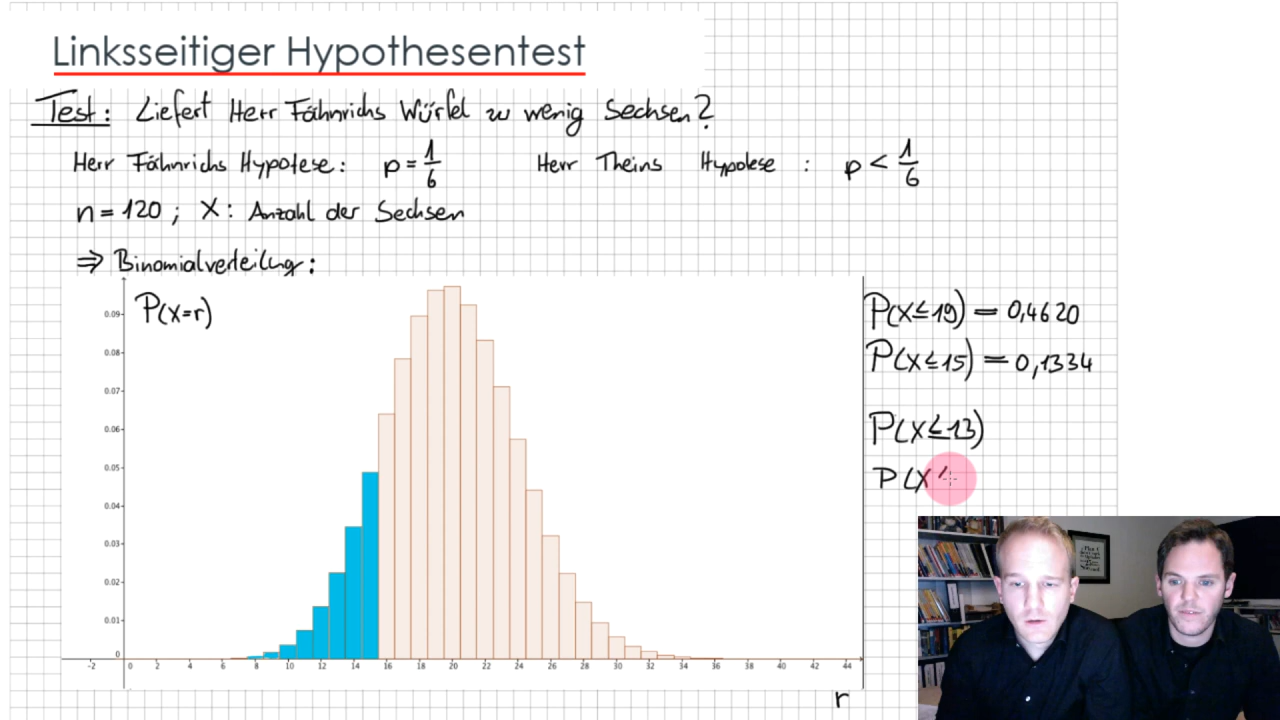 Linksseitiger Hypothesentest
Test: Liefert Herr Fähnrichs Würfel zu wenig Sechsen?
Herr Fähnrichs Hypotese: p = 1/6 Herr Theins Hypotese : p < 1/6
n = 120 ; X : Anzahl der Sechsen
⇒ Binomialverteilung:
P(X=r)
P(X≤19) = 0,4620
P(X≤15) = 0,1334
P(X≤13)
P(X
0.09
0.08
0.07
0.06
0.05
0.04
0.03
0.02
0.01
0
-2 0 2 4 6 8 10 12 14 16 18 20 22 24 26 28 30 32 34 36 38 40 42 44
r